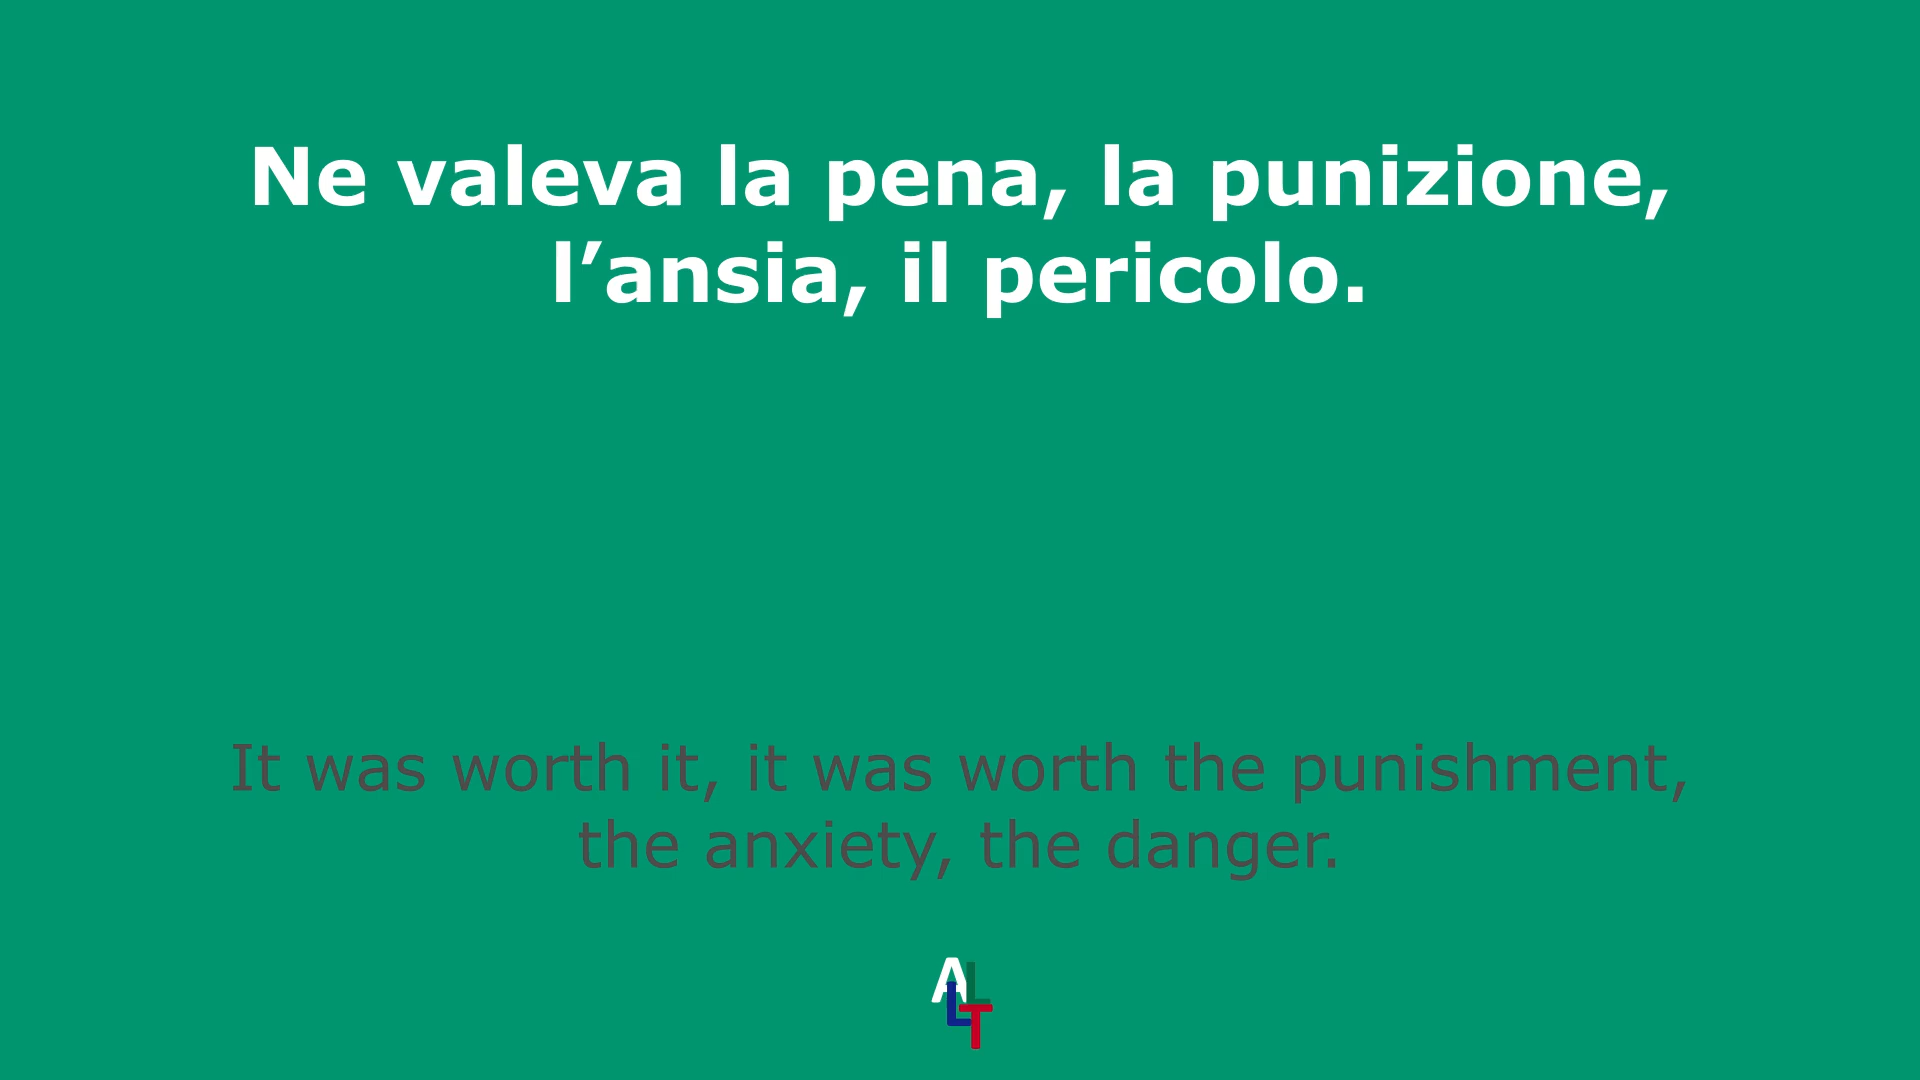 Ne valeva la pena, la punizione,
l’ansia, il pericolo.
It was worth it, it was worth the punishment,
the anxiety, the danger.
ALLT